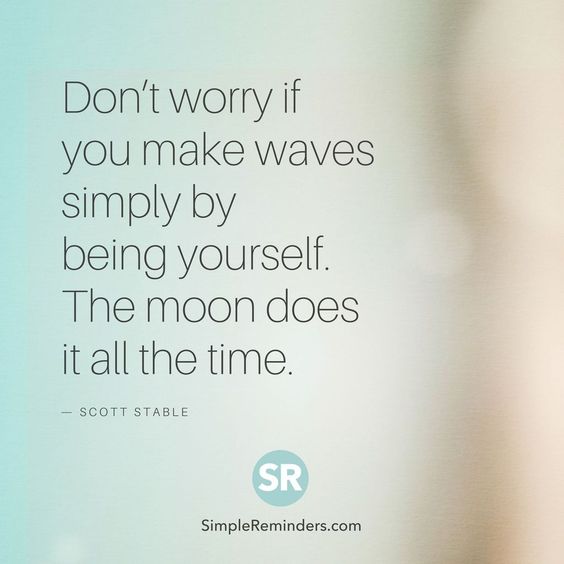 Don’t worry if
you make waves
simply by
being yourself.
The moon does
it all the time.
— SCOTT STABLE
SR
SimpleReminders.com